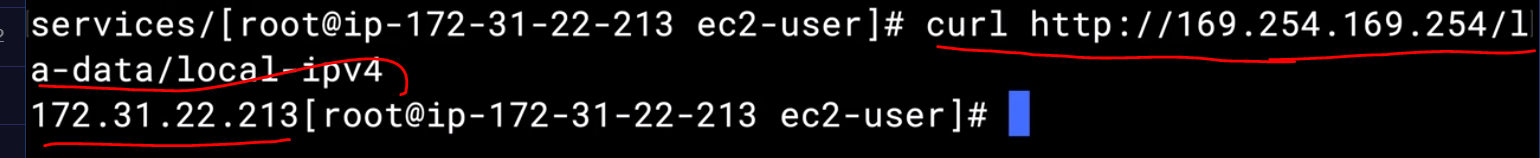 services/[root@ip-172-31-22-213 ec2-user]# curl http://169.254.169.254/l
a-data/local-ipv4
172.31.22.213[root@ip-172-31-22-213 ec2-user]#